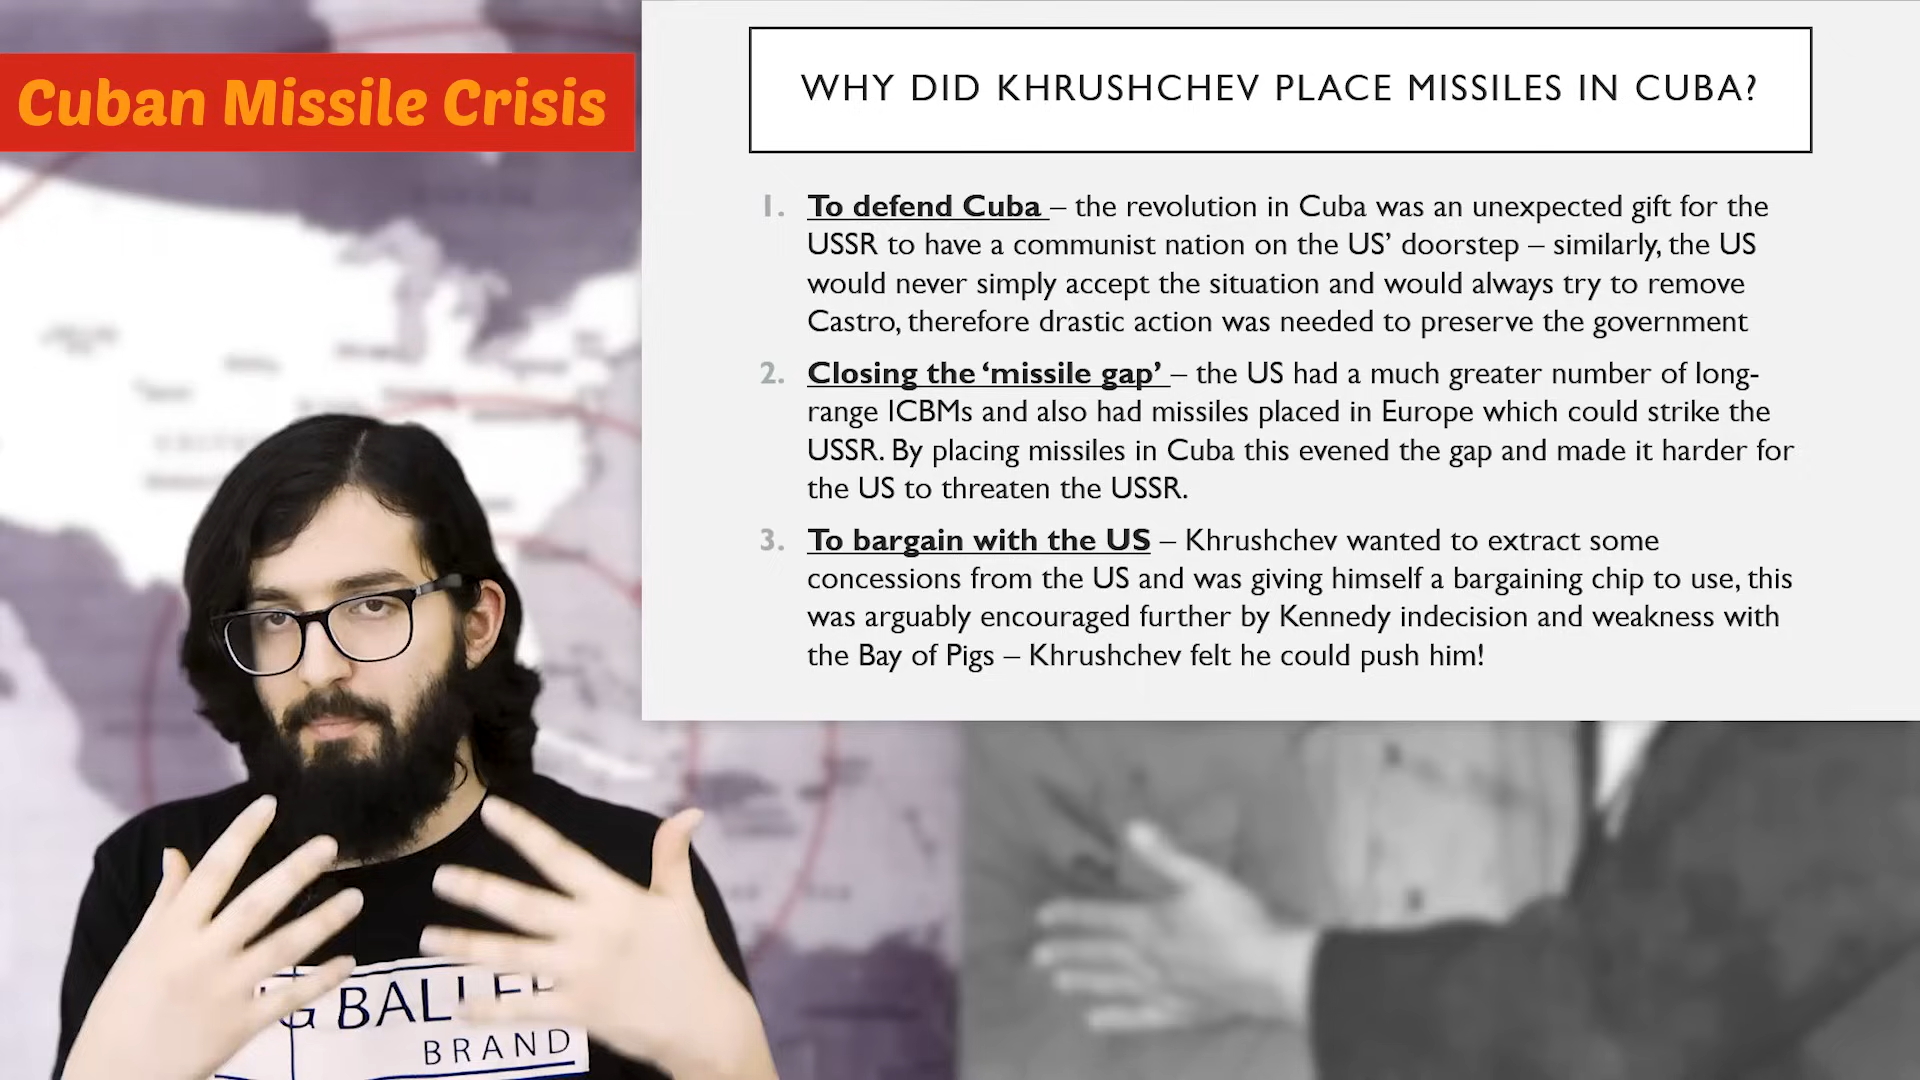 Cuban Missile Crisis
WHY DID KHRUSHCHEV PLACE MISSILES IN CUBA?
1. To defend Cuba – the revolution in Cuba was an unexpected gift for the
USSR to have a communist nation on the US’ doorstep – similarly, the US
would never simply accept the situation and would always try to remove
Castro, therefore drastic action was needed to preserve the government
2. Closing the ‘missile gap’ – the US had a much greater number of long-
range ICBMs and also had missiles placed in Europe which could strike the
USSR. By placing missiles in Cuba this evened the gap and made it harder for
the US to threaten the USSR.
3. To bargain with the US – Khrushchev wanted to extract some
concessions from the US and was giving himself a bargaining chip to use, this
was arguably encouraged further by Kennedy indecision and weakness with
the Bay of Pigs – Khrushchev felt he could push him!
BRAND